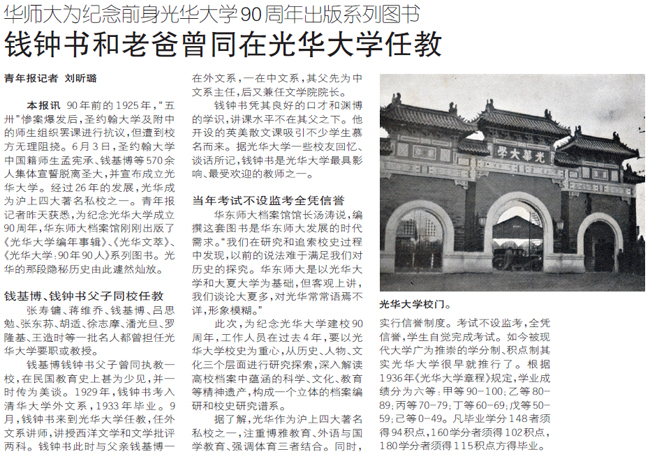 华师大为纪念前身光华大学90周年出版系列图书
钱钟书和老爸曾同在光华大学任教
青年报记者 刘昕璐
本报讯 90年前的1925年，“五
卅”惨案爆发后，圣约翰大学及附中
的师生组织罢课进行抗议，但遭到校
方无理阻挠。6月3日，圣约翰大学
中国籍师生孟宪承、钱基博等570余
人集体宣誓脱离圣大，并宣布成立
光华大学。经过26年的发展，光华成
为沪上四大著名私校之一。青年报
记者昨天获悉，为纪念光华大学成立
90周年，华东师大档案馆刚刚出版了
《光华大学编年事辑》、《光华文萃》、
《光华大学：90年90人》系列图书。光
华的那段隐秘历史由此遽然灿放。
钱基博、钱钟书父子同校任教
张寿镛、蒋维乔、钱基博、吕思
勉、张东荪、胡适、徐志摩、潘光旦、罗
隆基、王造时等一批名人都曾担任光
华大学要职或教授。
钱基博钱钟书父子曾同执教一
校，在民国教育史上甚为少见，并一
时传为美谈。1929年，钱钟书考入
清华大学外文系，1933年毕业。9
月，钱钟书来到光华大学任教，任外
文系讲师，讲授西洋文学和文学批评
两科。钱钟书此时与父亲钱基博一
在外文系，一在中文系，其父先为中
文系主任，后又兼任文学院院长。
钱钟书凭其良好的口才和渊博
的学识，讲课水平不在其父之下。他
开设的英美散文课吸引不少学生慕
名而来。据光华大学一些校友回忆、
谈话所记，钱钟书是光华大学最具影
响、最受欢迎的教师之一。
当年考试不设监考全凭信誉
华东师大档案馆馆长汤涛说，编
撰这套图书是华东师大发展的时代
需求。“我们在研究和追索校史过程
中发现，以前的说法难于满足我们对
历史的探究。华东师大是以光华大
学和大夏大学为基础，但客观上讲，
我们谈论大夏多，对光华常常语焉不
详，形象模糊。”
此次，为纪念光华大学建校90
周年，工作人员在过去4年，要以光
华大学校史为重心，从历史、人物、文
化三个层面进行研究探索，深入解读
高校档案中蕴涵的科学、文化、教育
等精神遗产，构成一个立体的档案编
研和校史研究谱系。
据了解，光华作为沪上四大著名
私校之一，注重博雅教育、外语与国
学教育、强调体育三者结合。同时，
光華大學
光华大学校门。
实行信誉制度。考试不设监考，全凭
信誉，学生自觉完成考试。如今被现
代大学广为推崇的学分制、积点制其
实光华大学很早就推行了。根据
1936年《光华大学章程》规定，学业成
绩分为六等：甲等90-100；乙等80-
89；丙等70-79；丁等60-69；戊等50-
59；己等0-49。凡毕业学分148者须
得94积点，160学分者须得102积点，
180学分者须得115积点方得毕业。